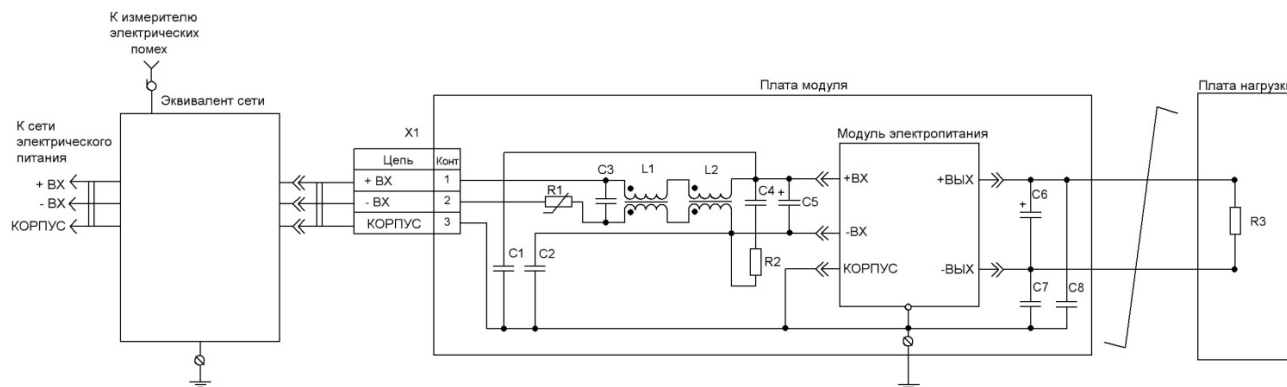 К измерителю
электрических
помех
Эквивалент сети
К сети
электрического
питания
+ ВХ
- ВХ
КОРПУС
X1
Цепь Конт
+ ВХ 1
- ВХ 2
КОРПУС 3
Плата модуля
C3 L1 L2
R1
C4
C5
+
C1 C2
R2
Модуль электропитания
+ВХ +ВЫХ
-ВХ
КОРПУС -ВЫХ
C6
+
C7 C8
Плата нагрузки
R3